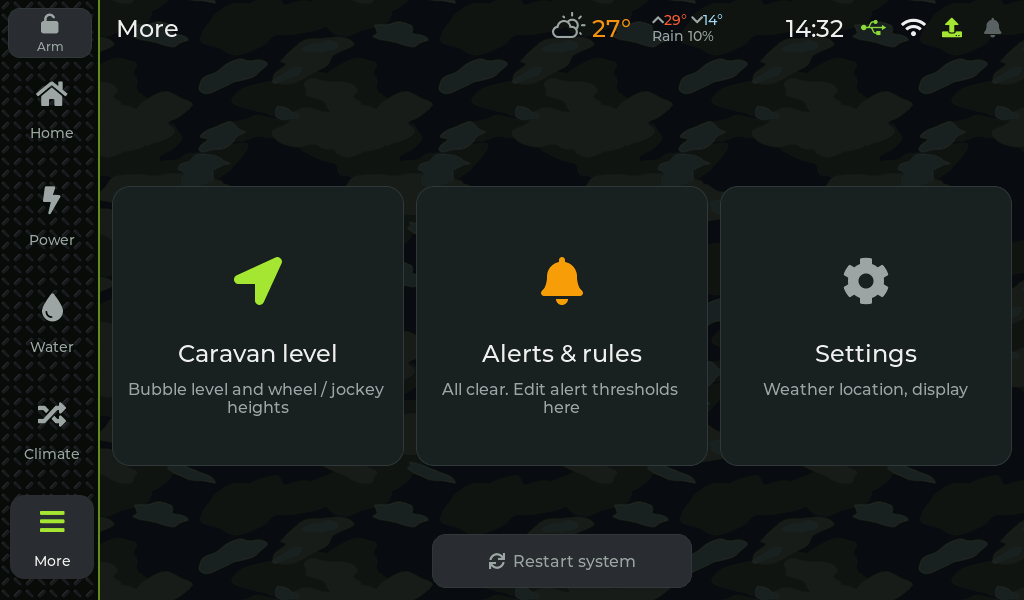 Arm
More
27°
29° 14°
Rain 10%
14:32
Home
Power
Water
Climate
More
Caravan level
Bubble level and wheel / jockey
heights
Alerts & rules
All clear. Edit alert thresholds
here
Settings
Weather location, display
Restart system